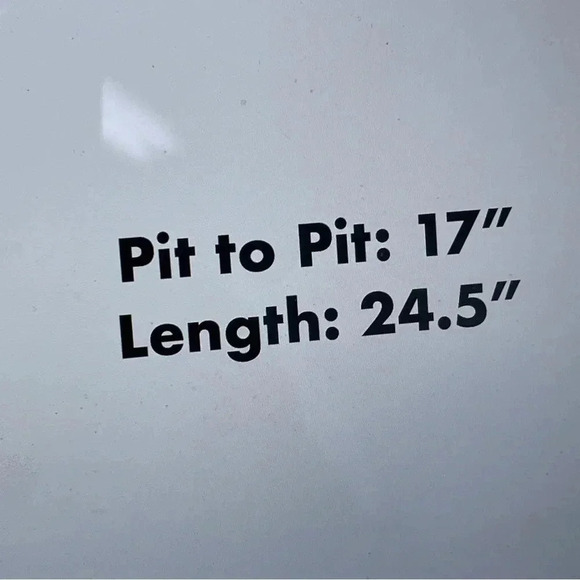 Pit to Pit: 17”
Length: 24.5”